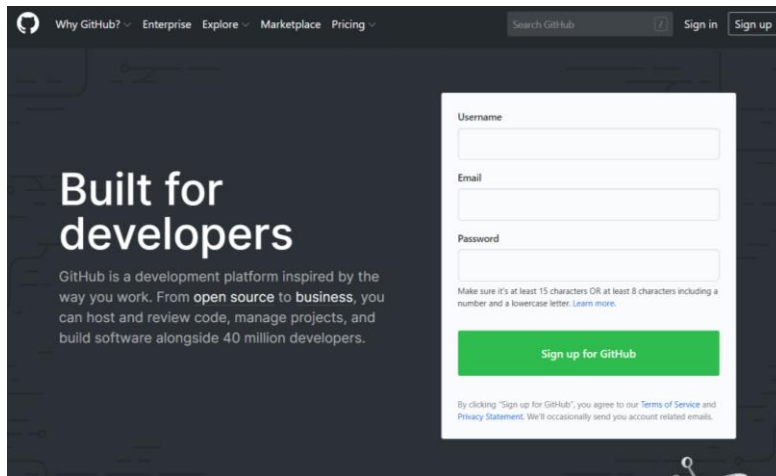 Why GitHub? Enterprise Explore Marketplace Pricing Search GitHub / Sign in Sign up
Built for
developers
GitHub is a development platform inspired by the
way you work. From open source to business, you
can host and review code, manage projects, and
build software alongside 40 million developers.
Username
Email
Password
Make sure it's at least 15 characters OR at least 8 characters including a
number and a lowercase letter. Learn more.
Sign up for GitHub
By clicking "Sign up for GitHub", you agree to our Terms of Service and
Privacy Statement. We'll occasionally send you account related emails.